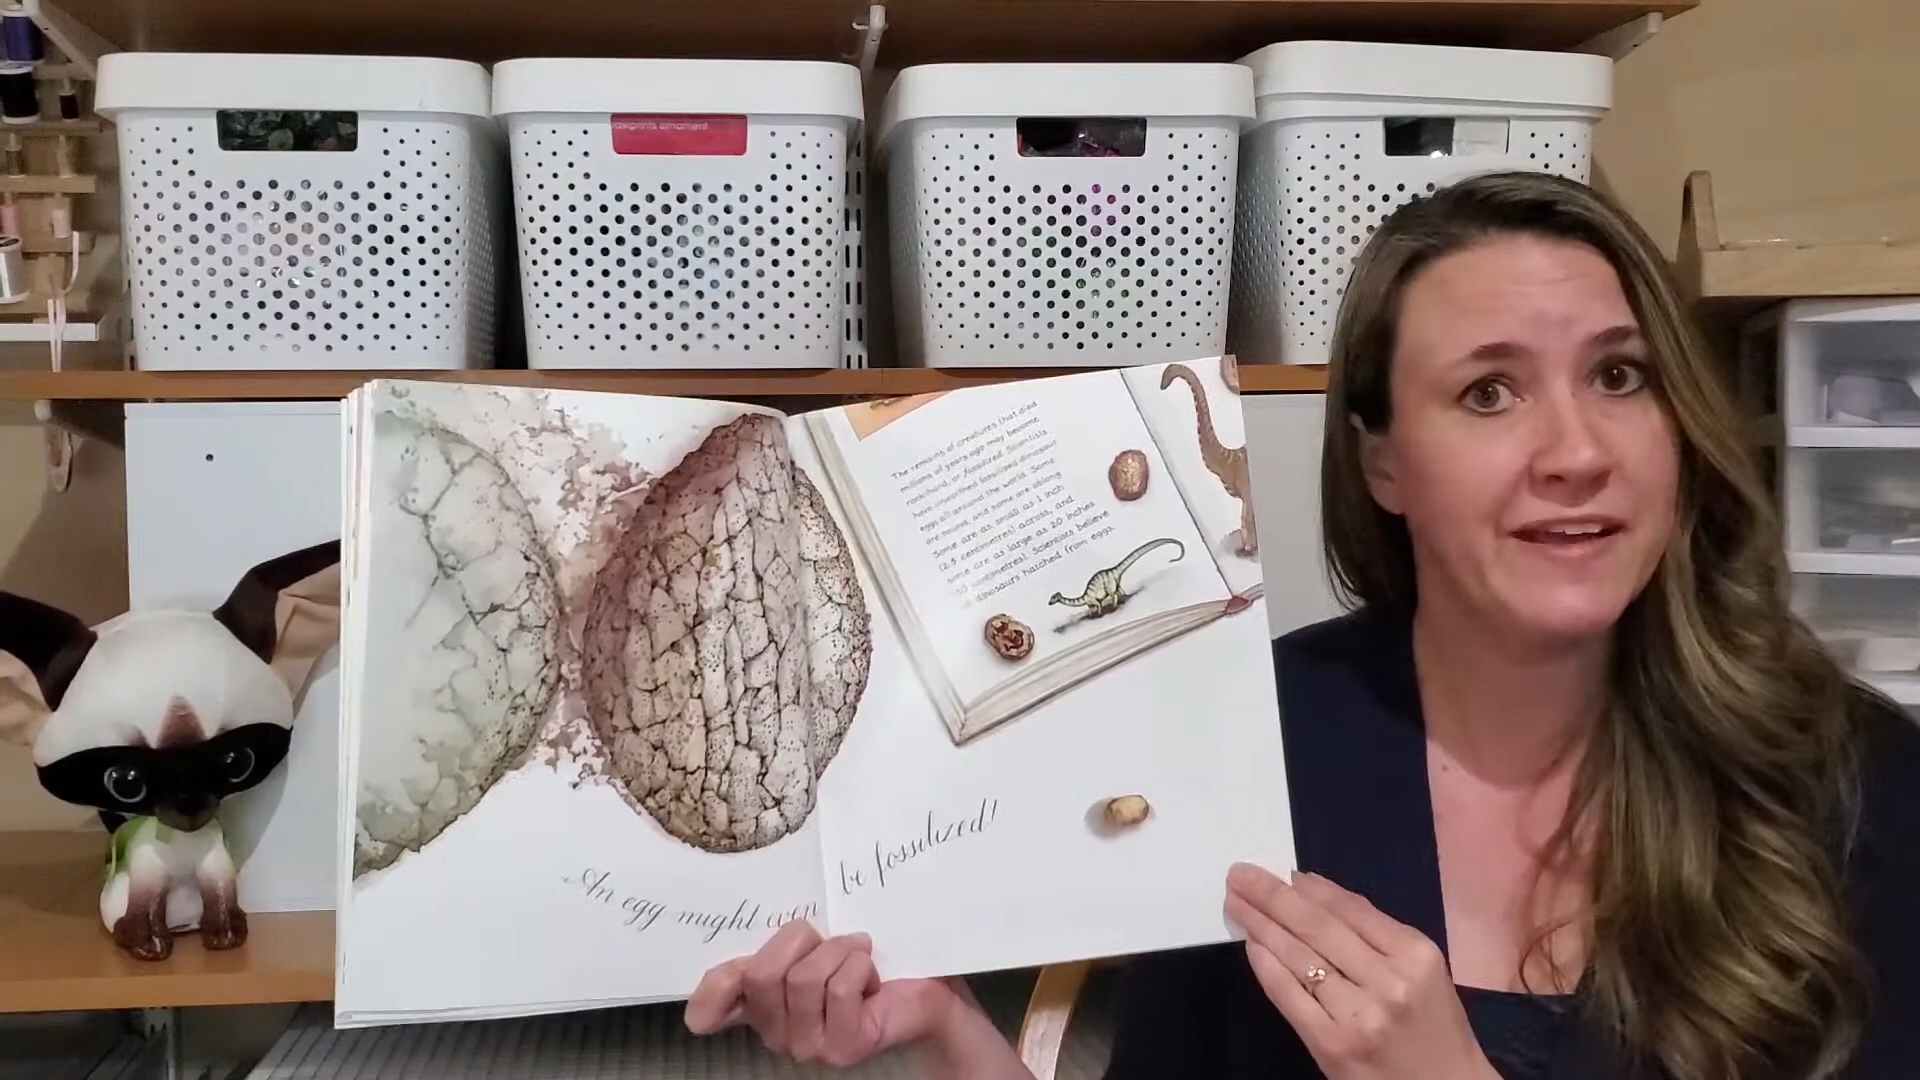 awprints ornament
The remains of creatures that died
millions of years ago may become
rock-hard, or fossilized. Scientists
have unearthed fossilized dinosaur
eggs all around the world. Some
are round, and some are oblong.
Some are as small as 1 inch
(2.5 centimetres) across, and
some are as large as 20 inches
centimetres). Scientists believe
dinosaurs hatched from eggs.
An egg might even be fossilized!